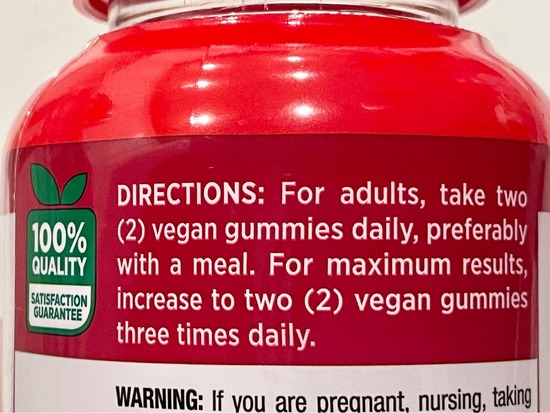 DIRECTIONS: For adults, take two
(2) vegan gummies daily, preferably
with a meal. For maximum results,
increase to two (2) vegan gummies
three times daily.
100%
QUALITY
SATISFACTION
GUARANTEE
WARNING: If you are pregnant, nursing, taking